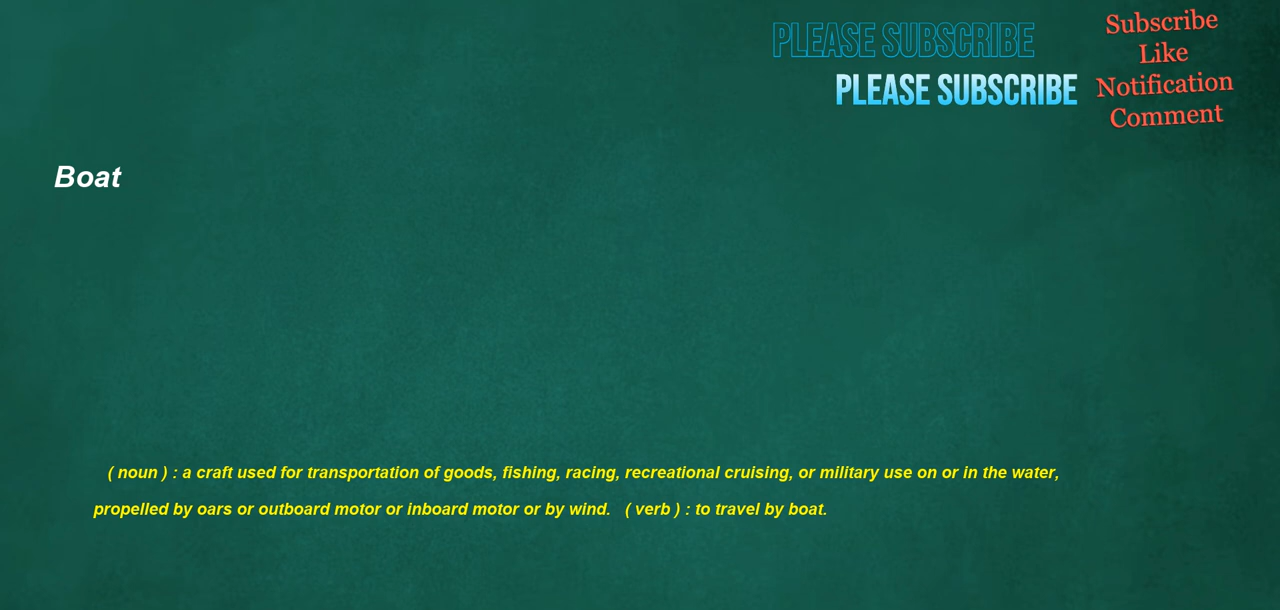 PLEASE SUBSCRIBE
PLEASE SUBSCRIBE
Subscribe
Like
Notification
Comment
Boat
( noun ) : a craft used for transportation of goods, fishing, racing, recreational cruising, or military use on or in the water,
propelled by oars or outboard motor or inboard motor or by wind. ( verb ) : to travel by boat.